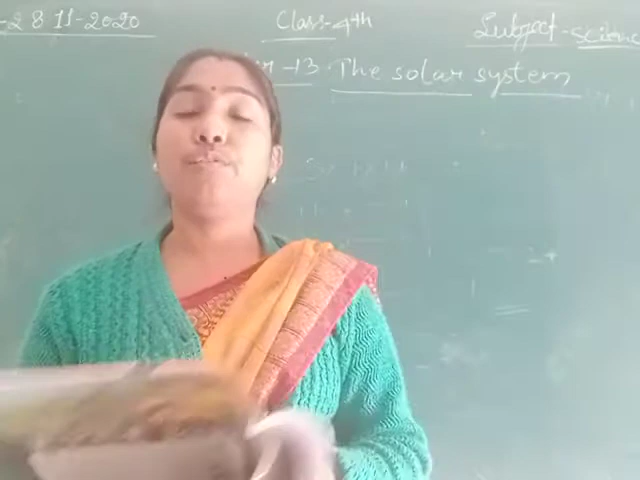 -28 11-2020 Class-4th Subject-science
-13 The solar system